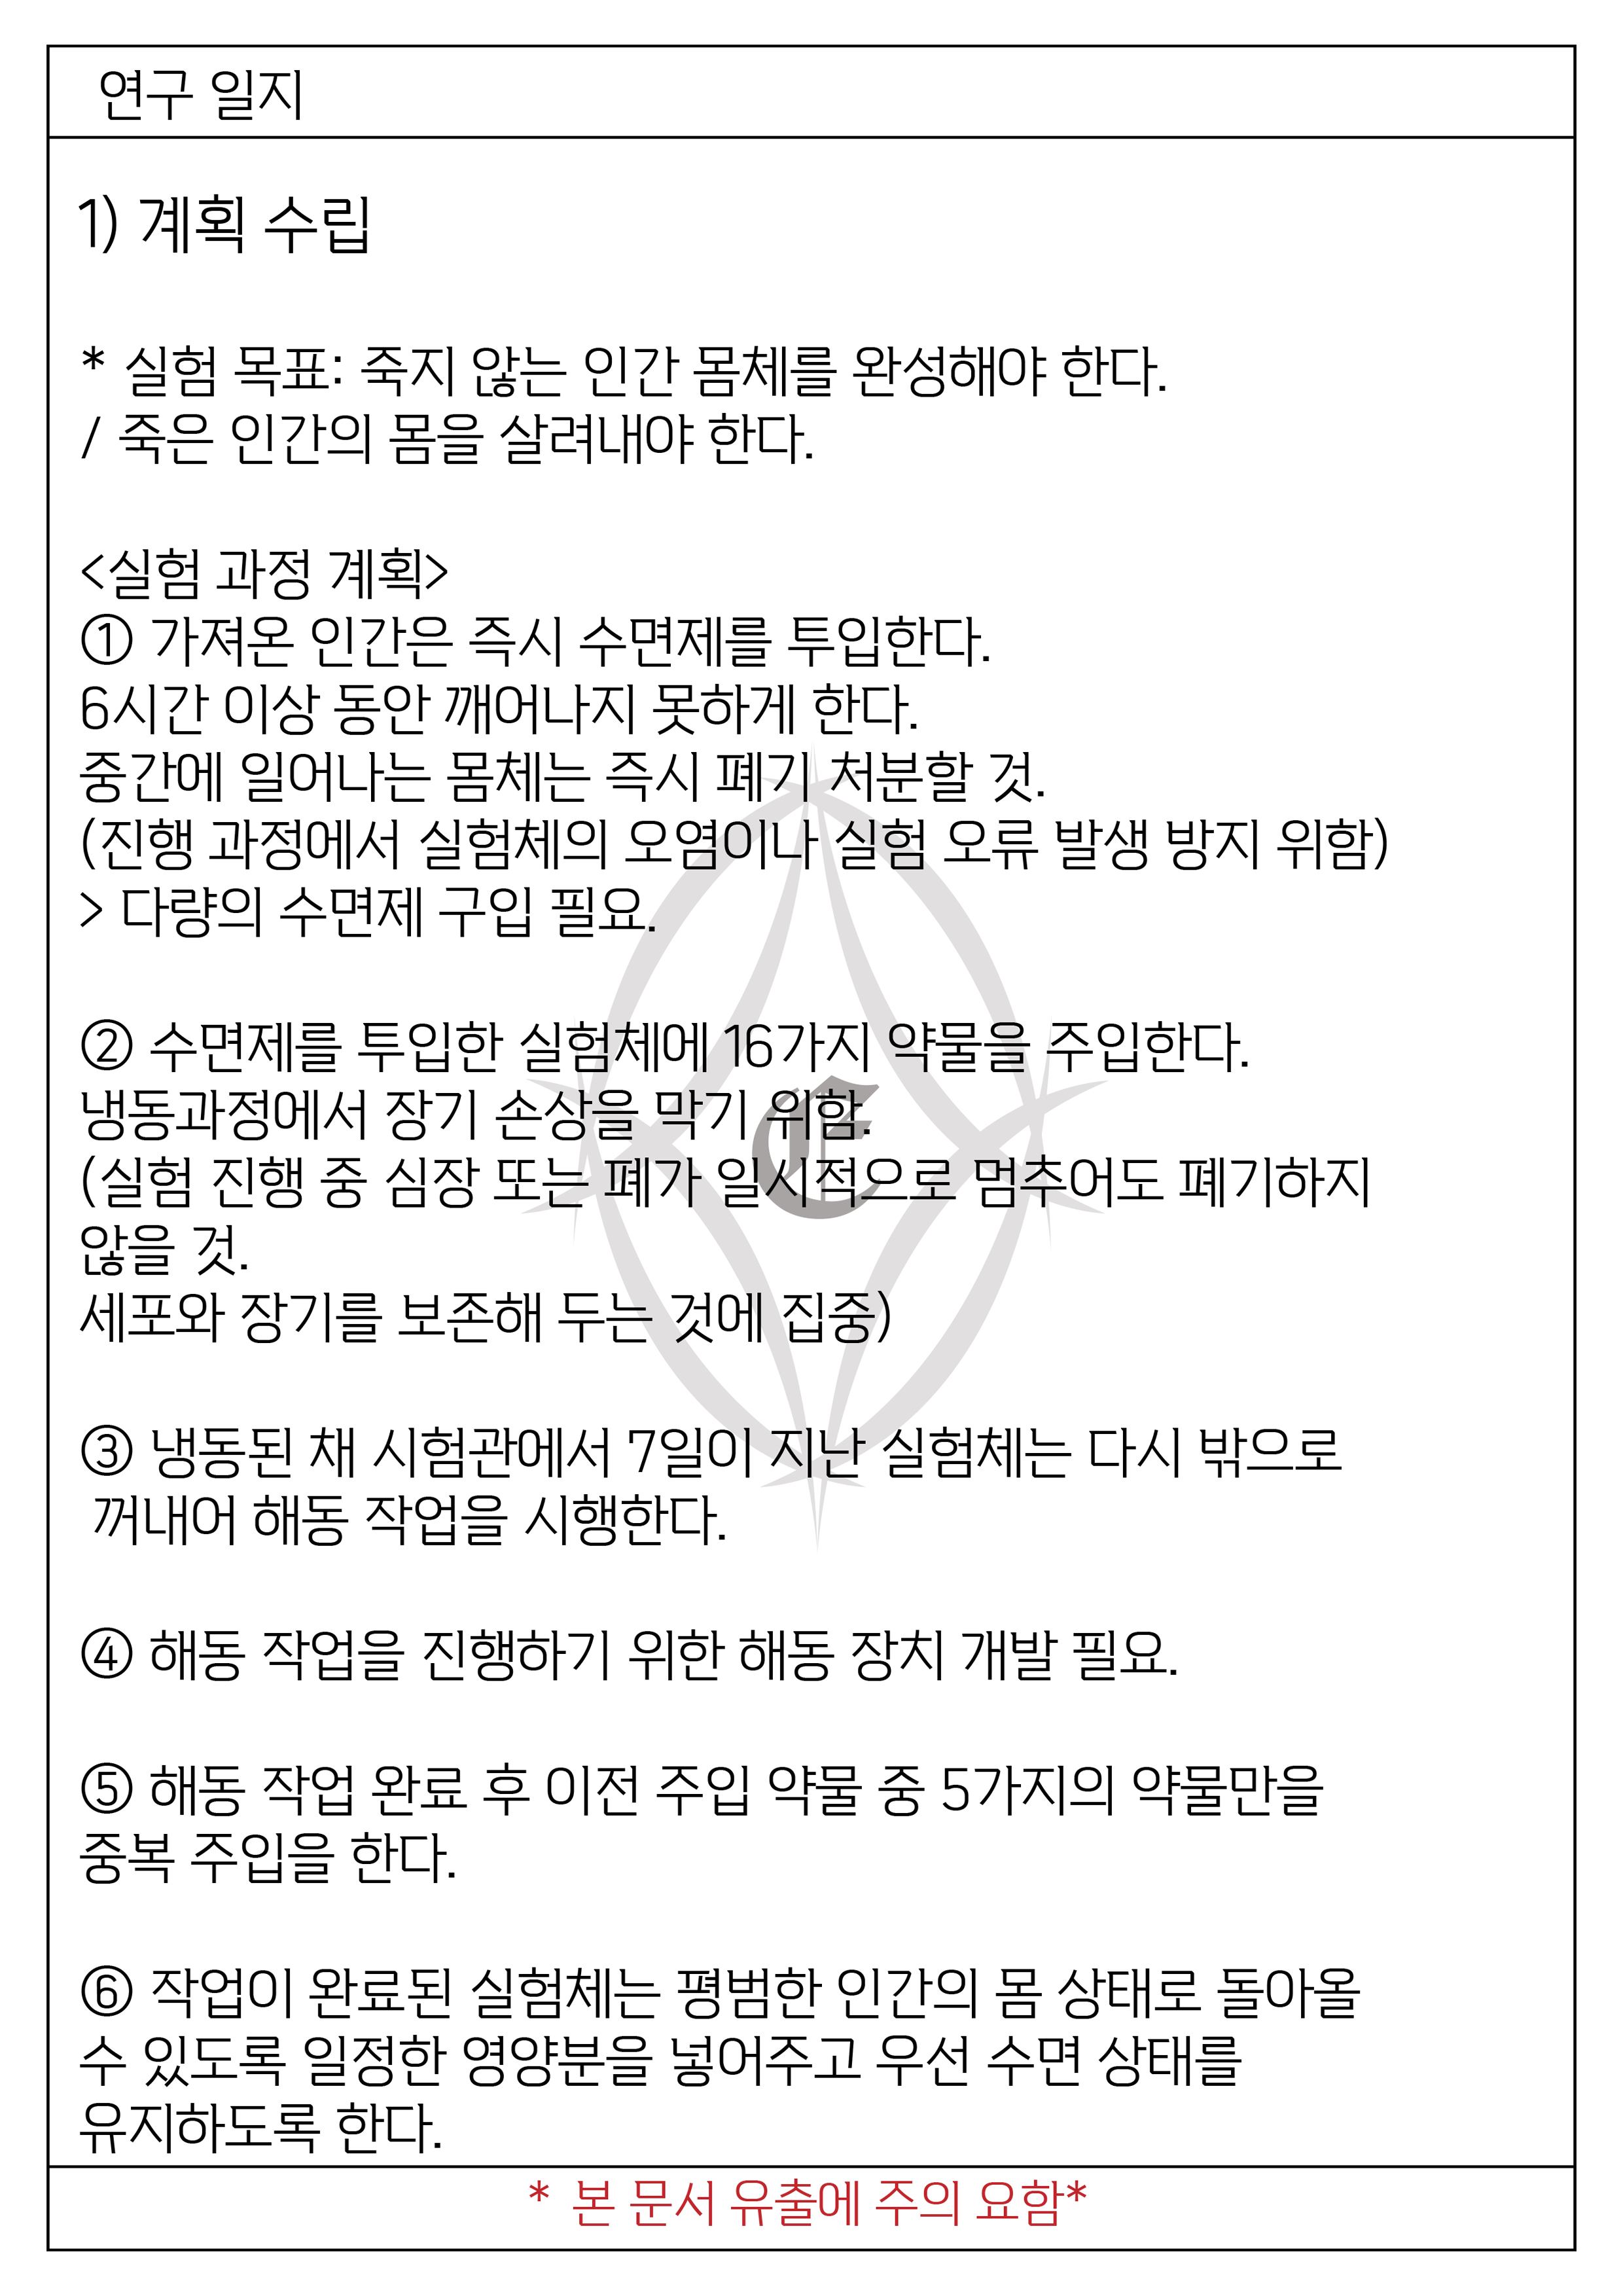 연구 일지
1) 계획 수립
* 실험 목표: 죽지 않는 인간 몸체를 완성해야 한다.
/ 죽은 인간의 몸을 살려내야 한다.
<실험 과정 계획>
① 가져온 인간은 즉시 수면제를 투입한다.
6시간 이상 동안 깨어나지 못하게 한다.
중간에 일어나는 몸체는 즉시 폐기 처분할 것.
(진행 과정에서 실험체의 오염이나 실험 오류 발생 방지 위함)
> 다량의 수면제 구입 필요.
② 수면제를 투입한 실험체에 16가지 약물을 주입한다.
냉동과정에서 장기 손상을 막기 위함.
(실험 진행 중 심장 또는 폐가 일시적으로 멈추어도 폐기하지
않을 것.
세포와 장기를 보존해 두는 것에 집중)
③ 냉동된 채 시험관에서 7일이 지난 실험체는 다시 밖으로
꺼내어 해동 작업을 시행한다.
④ 해동 작업을 진행하기 위한 해동 장치 개발 필요.
⑤ 해동 작업 완료 후 이전 주입 약물 중 5가지의 약물만을
중복 주입을 한다.
⑥ 작업이 완료된 실험체는 평범한 인간의 몸 상태로 돌아올
수 있도록 일정한 영양분을 넣어주고 우선 수면 상태를
유지하도록 한다.
* 본 문서 유출에 주의 요함*